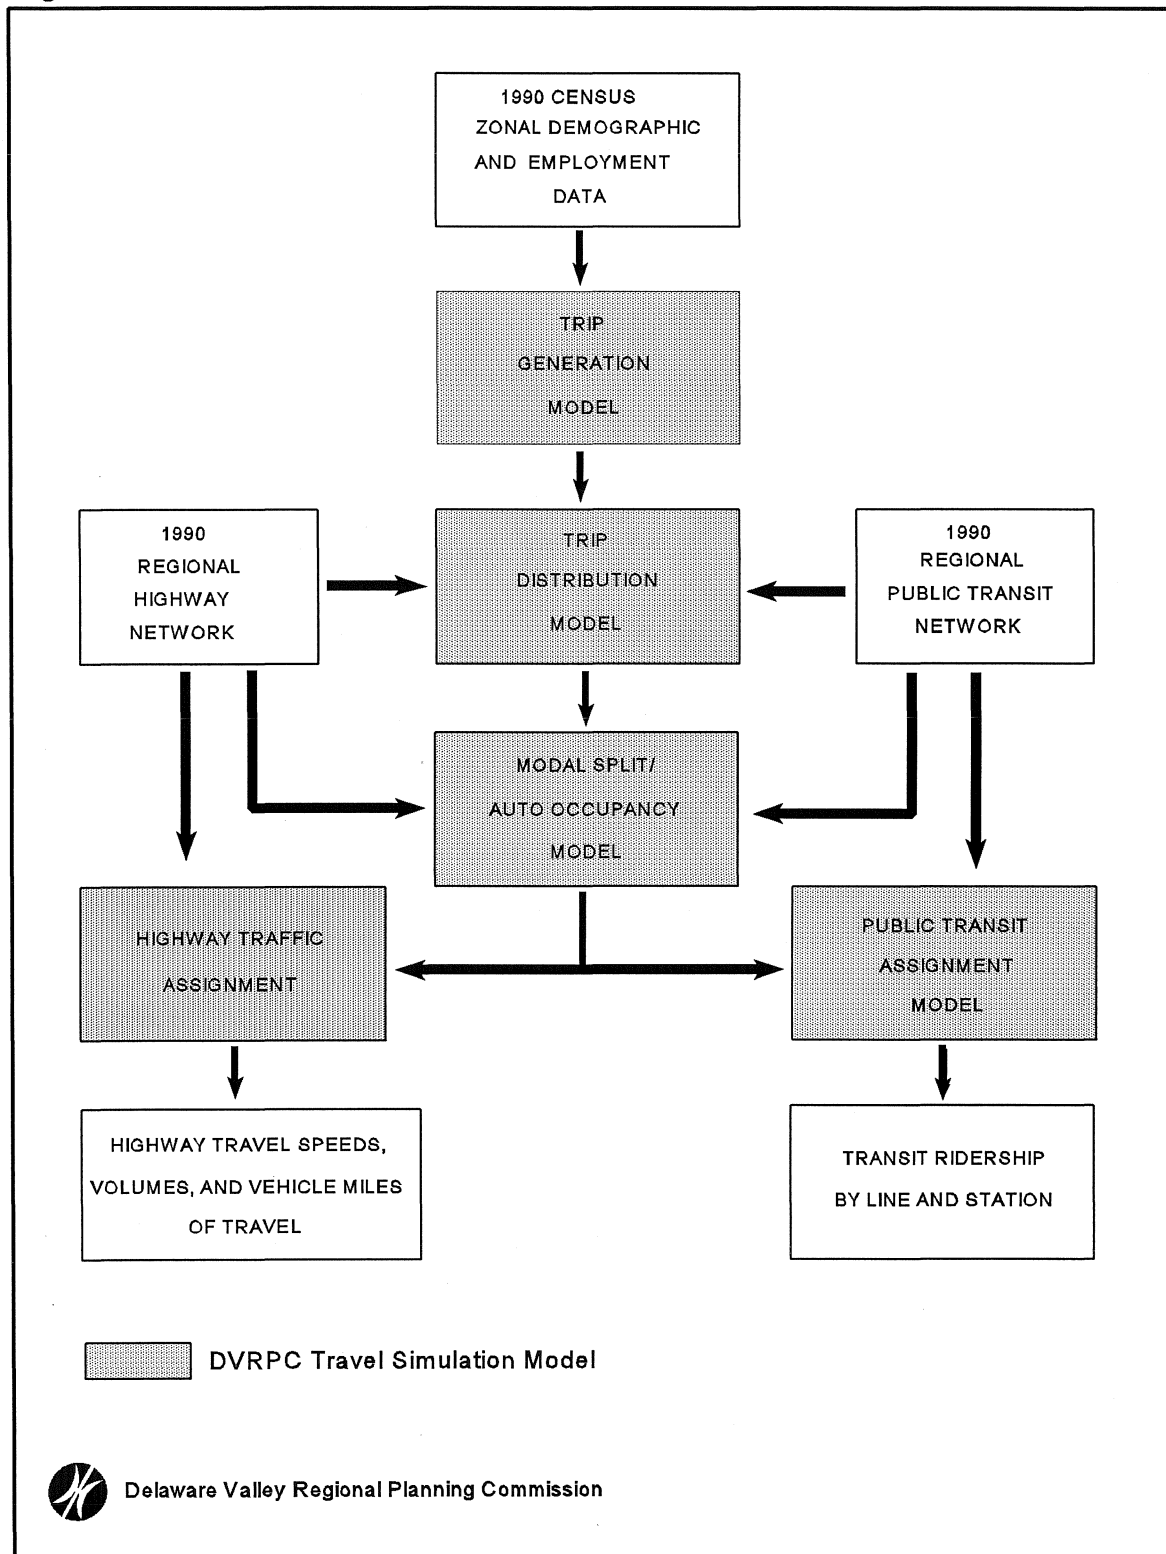 1990 CENSUS
ZONAL DEMOGRAPHIC
AND EMPLOYMENT
DATA
TRIP
GENERATION
MODEL
1990
REGIONAL
HIGHWAY
NETWORK
TRIP
DISTRIBUTION
MODEL
1990
REGIONAL
PUBLIC TRANSIT
NETWORK
MODAL SPLIT/
AUTO OCCUPANCY
MODEL
HIGHWAY TRAFFIC
ASSIGNMENT
PUBLIC TRANSIT
ASSIGNMENT
MODEL
HIGHWAY TRAVEL SPEEDS,
VOLUMES, AND VEHICLE MILES
OF TRAVEL
TRANSIT RIDERSHIP
BY LINE AND STATION
DVRPC Travel Simulation Model
Delaware Valley Regional Planning Commission